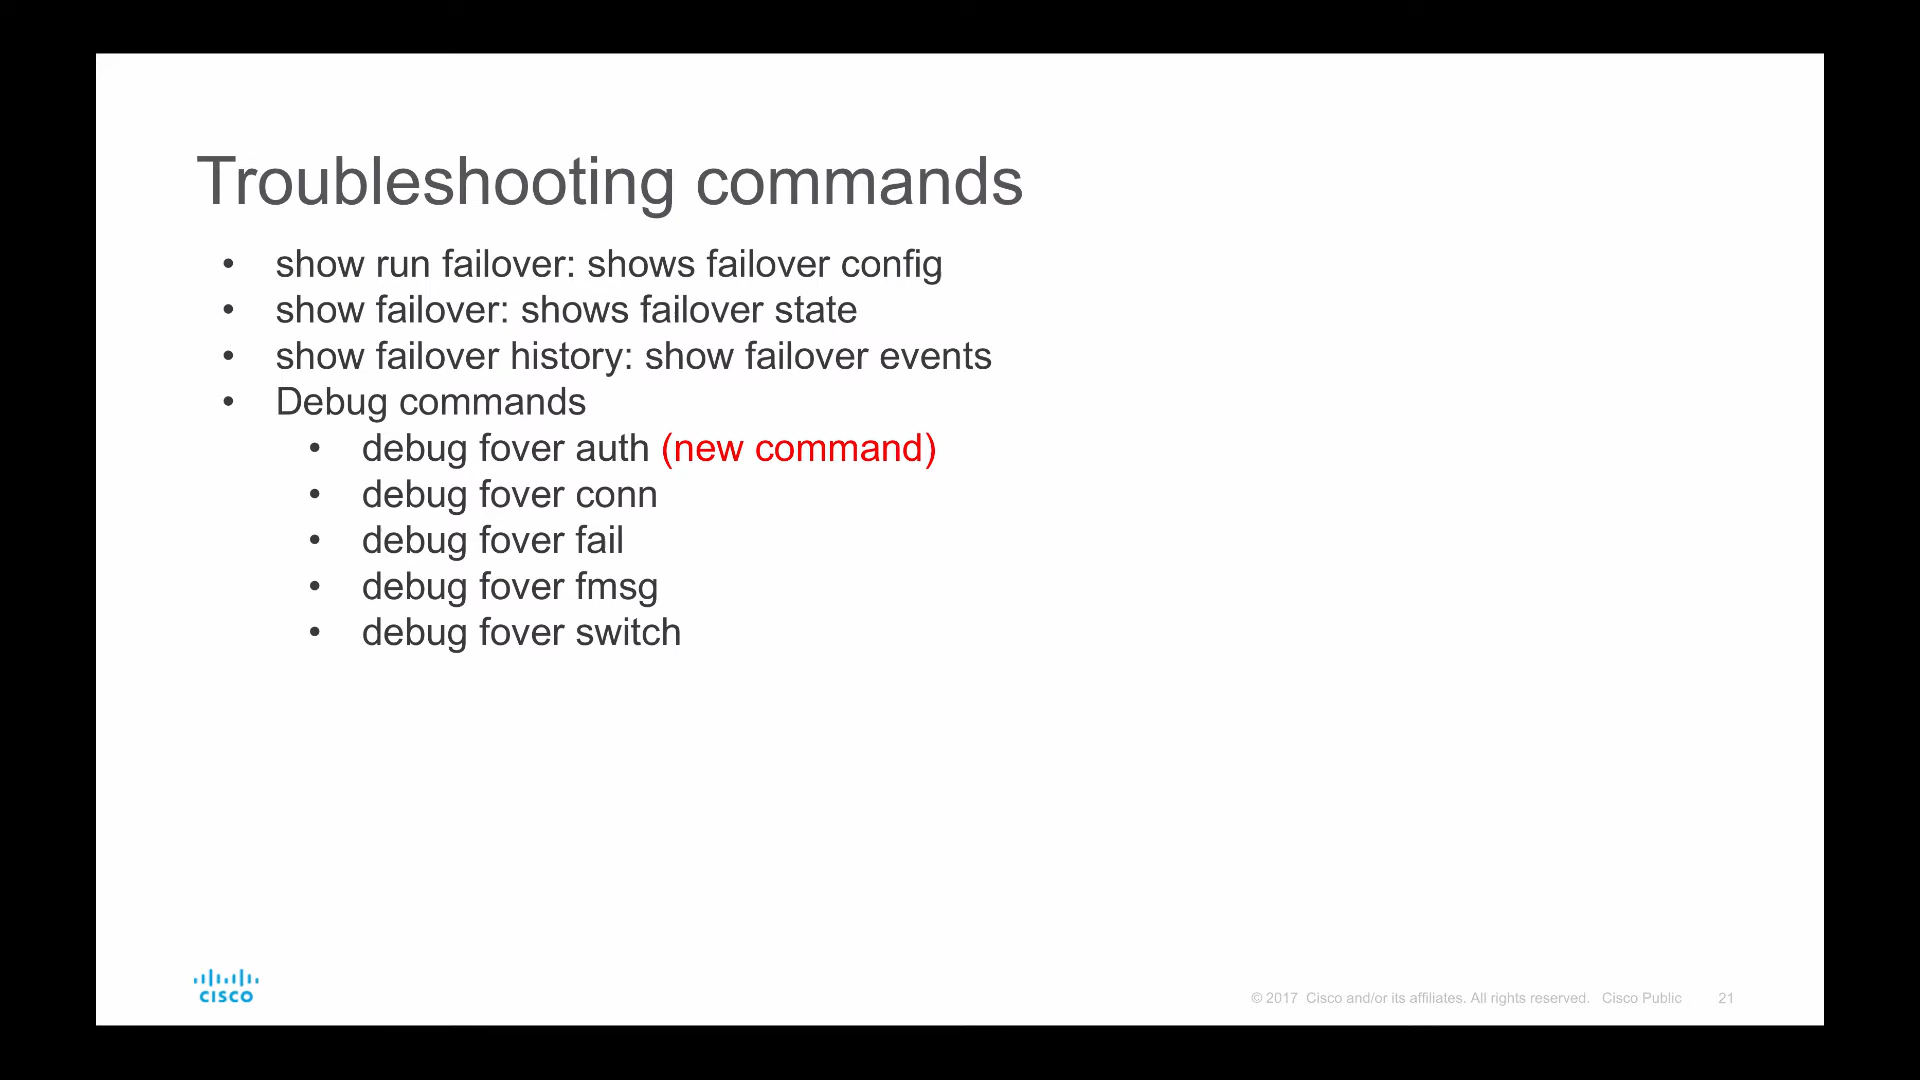 Troubleshooting commands
• show run failover: shows failover config
• show failover: shows failover state
• show failover history: show failover events
• Debug commands
• debug fover auth (new command)
• debug fover conn
• debug fover fail
• debug fover fmsg
• debug fover switch
CISCO
© 2017 Cisco and/or its affiliates. All rights reserved. Cisco Public 21